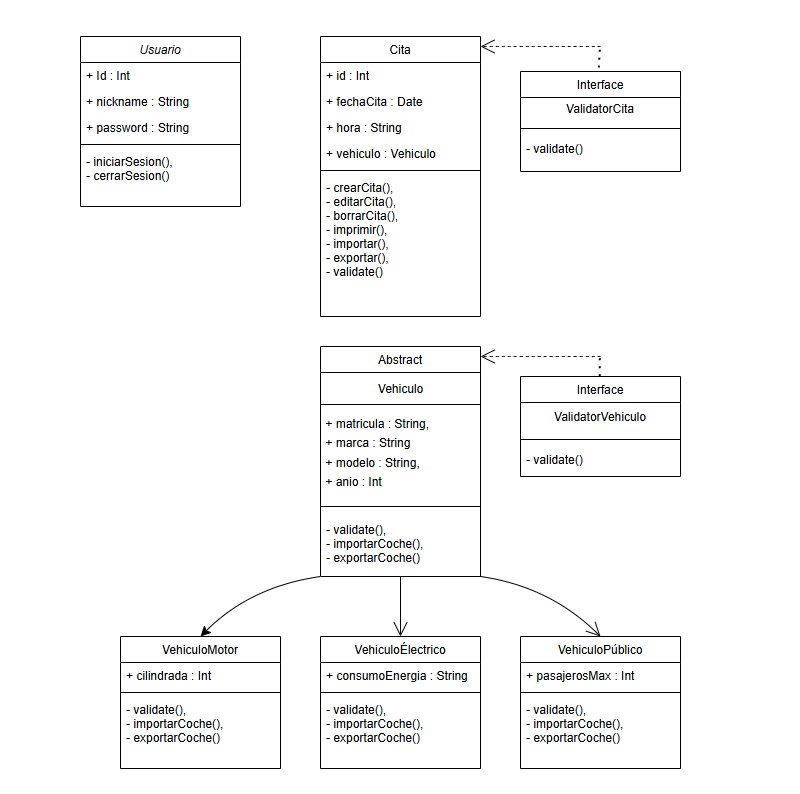 Usuario
+ Id : Int
+ nickname : String
+ password : String
- iniciarSesion(),
- cerrarSesion()
Cita
+ id : Int
+ fechaCita : Date
+ hora : String
+ vehiculo : Vehiculo
- crearCita(),
- editarCita(),
- borrarCita(),
- imprimir(),
- importar(),
- exportar(),
- validate()
Interface
ValidatorCita
- validate()
Abstract
Vehiculo
+ matricula : String,
+ marca : String
+ modelo : String,
+ anio : Int
- validate(),
- importarCoche(),
- exportarCoche()
Interface
ValidatorVehiculo
- validate()
VehiculoMotor
+ cilindrada : Int
- validate(),
- importarCoche(),
- exportarCoche()
VehiculoÉlectrico
+ consumoEnergia : String
- validate(),
- importarCoche(),
- exportarCoche()
VehiculoPúblico
+ pasajerosMax : Int
- validate(),
- importarCoche(),
- exportarCoche()